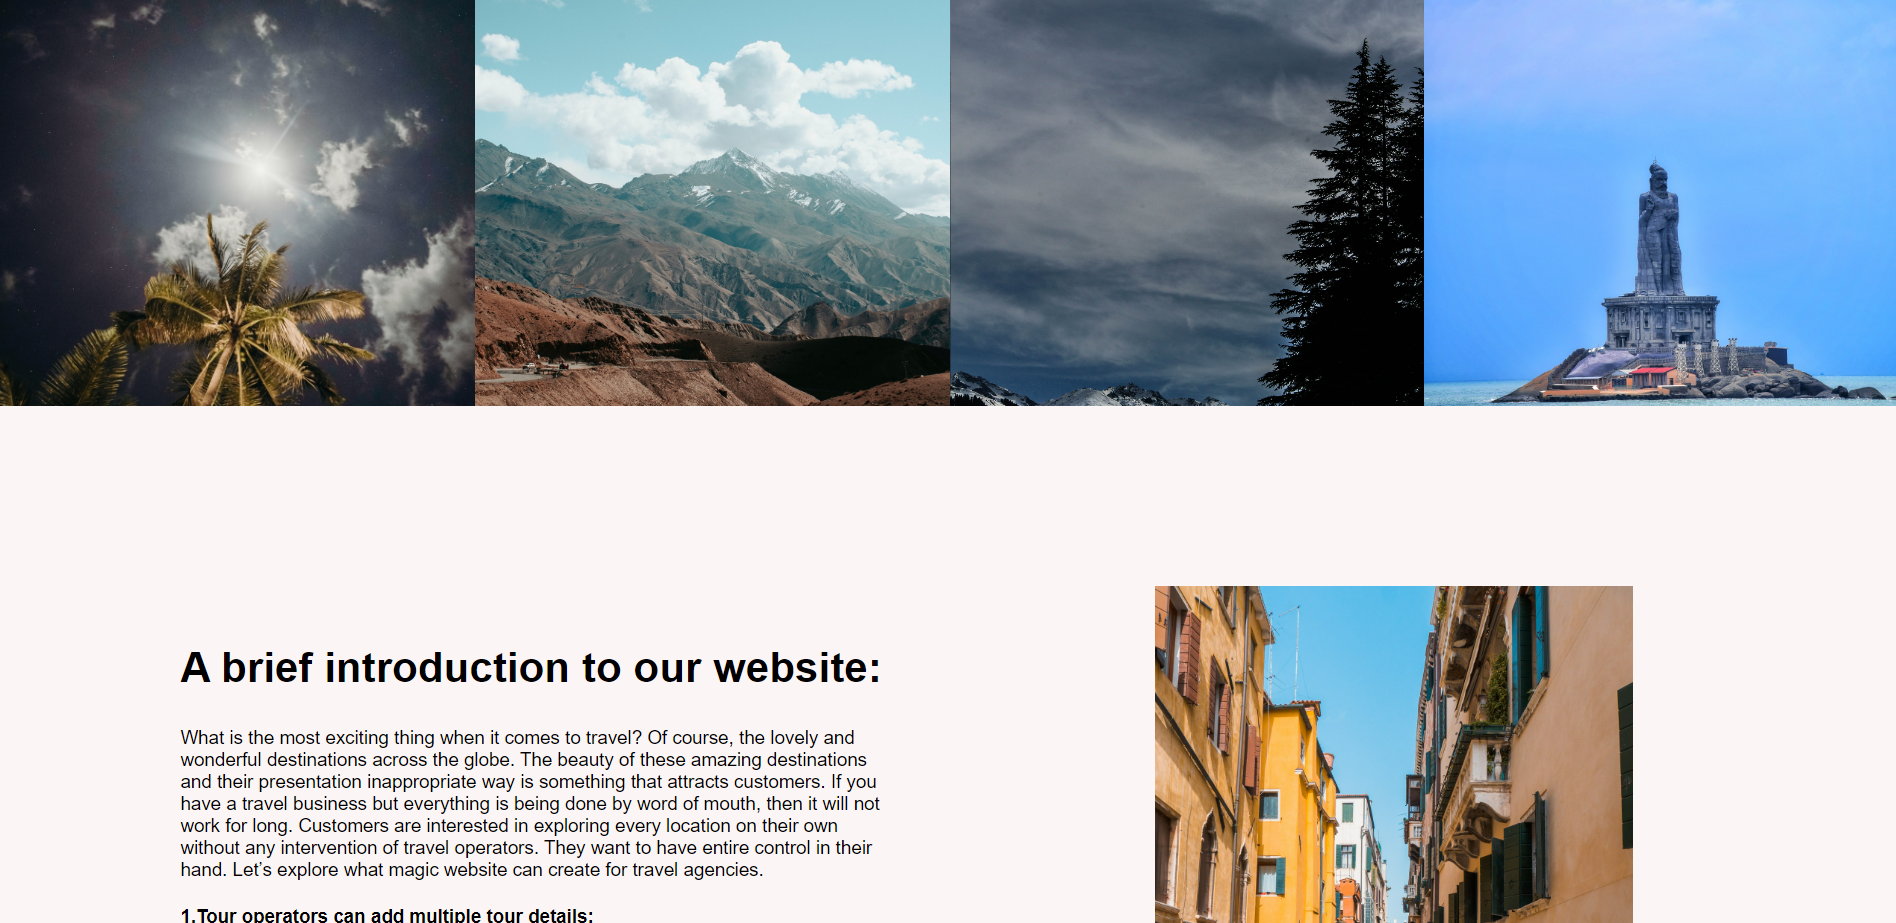 A brief introduction to our website:
What is the most exciting thing when it comes to travel? Of course, the lovely and
wonderful destinations across the globe. The beauty of these amazing destinations
and their presentation inappropriate way is something that attracts customers. If you
have a travel business but everything is being done by word of mouth, then it will not
work for long. Customers are interested in exploring every location on their own
without any intervention of travel operators. They want to have entire control in their
hand. Let’s explore what magic website can create for travel agencies.
1.Tour operators can add multiple tour details: